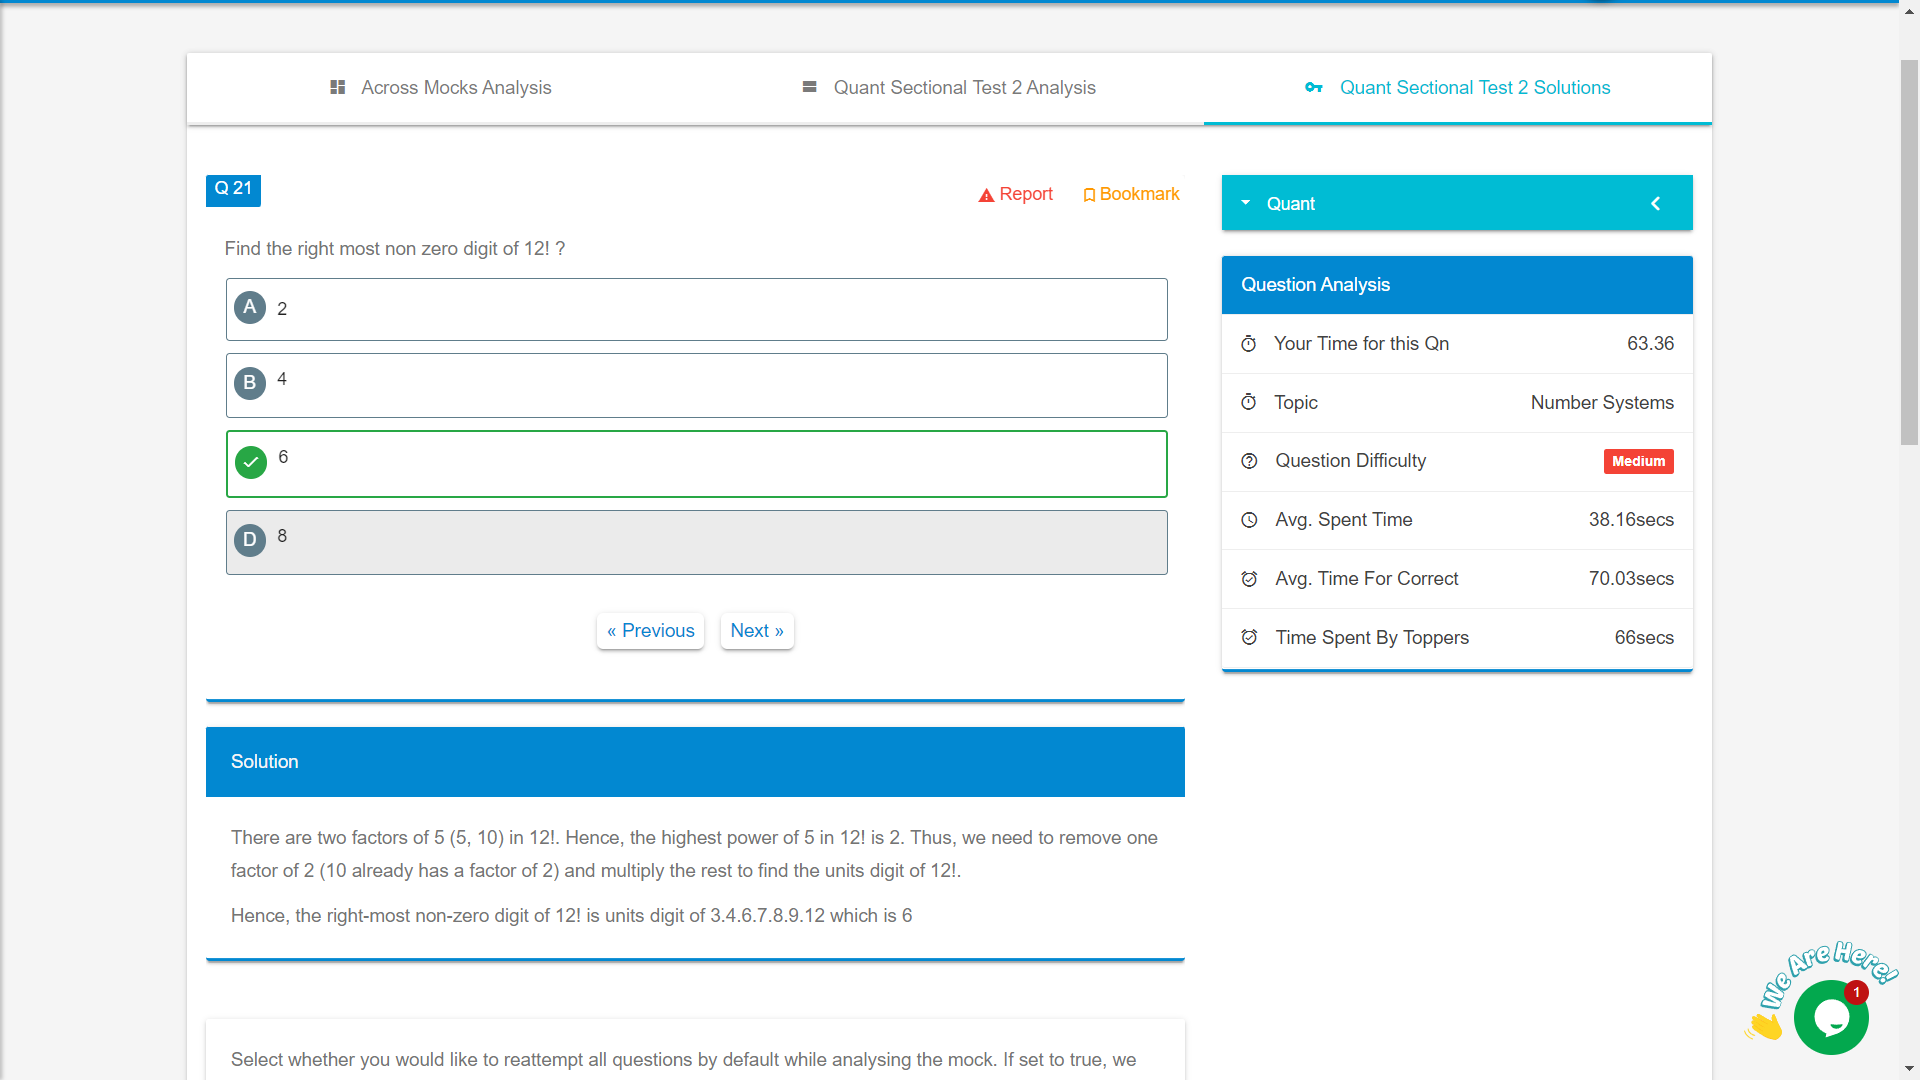 Across Mocks Analysis
Quant Sectional Test 2 Analysis
Quant Sectional Test 2 Solutions
Q 21
Report
Bookmark
Find the right most non zero digit of 12! ?
A 2
B 4
6
D 8
« Previous
Next »
Solution
There are two factors of 5 (5, 10) in 12!. Hence, the highest power of 5 in 12! is 2. Thus, we need to remove one
factor of 2 (10 already has a factor of 2) and multiply the rest to find the units digit of 12!.
Hence, the right-most non-zero digit of 12! is units digit of 3.4.6.7.8.9.12 which is 6
Select whether you would like to reattempt all questions by default while analysing the mock. If set to true, we
Quant
Question Analysis
Your Time for this Qn 63.36
Topic Number Systems
Question Difficulty Medium
Avg. Spent Time 38.16secs
Avg. Time For Correct 70.03secs
Time Spent By Toppers 66secs
We Are Here!
1